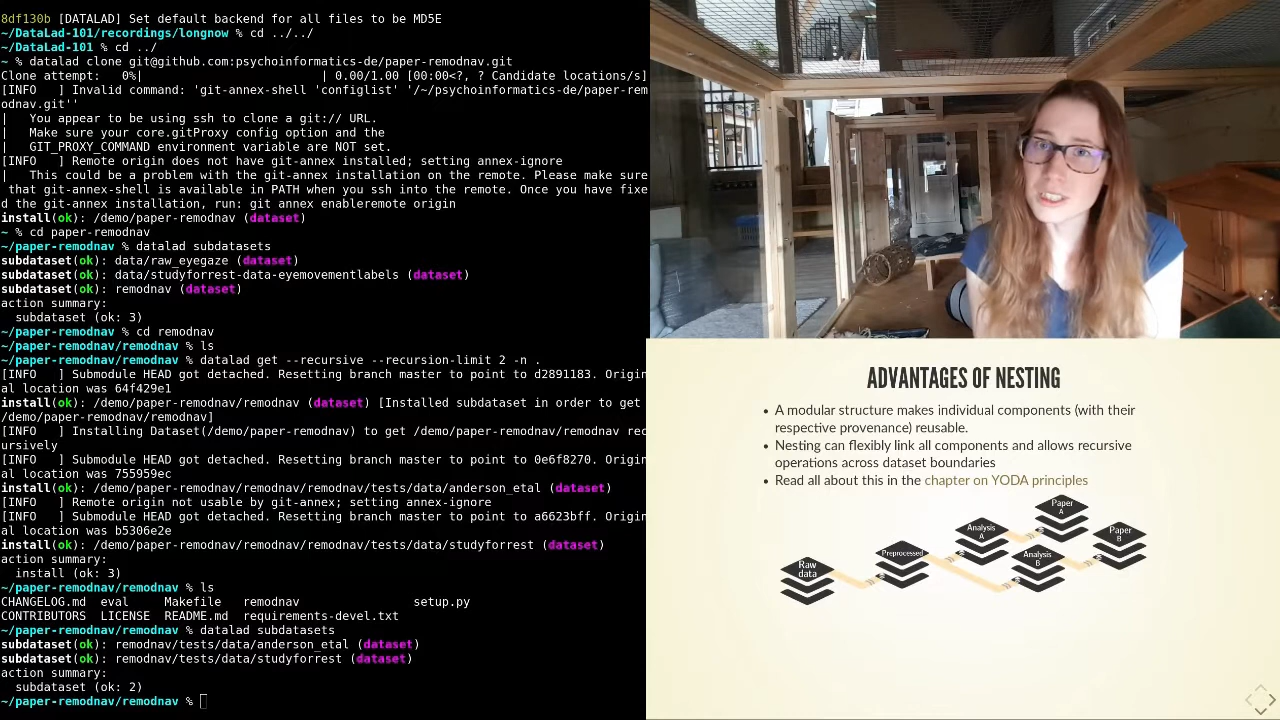 df1130b [DATALAD] Set default backend for all files to be MD5E
~/DataLad-101/recordings/longnow % cd ../../
~/DataLad-101 % cd ../
~ % datalad clone git@github.com:psychoinformatics-de/paper-remodnav.git
Clone attempt:                               | 0.00/1.00 [00:00<?, ? Candidate locations/s]
[INFO   ] Invalid command: 'git-annex-shell 'configlist' '/~/psychoinformatics-de/paper-rem
odnav.git''
|   You appear to be using ssh to clone a git:// URL.
|   Make sure your core.gitProxy config option and the
|   GIT_PROXY_COMMAND environment variable are NOT set.
[INFO   ] Remote origin does not have git-annex installed; setting annex-ignore
|   This could be a problem with the git-annex installation on the remote. Please make sure
 that git-annex-shell is available in PATH when you ssh into the remote. Once you have fixe
d the git-annex installation, run: git annex enableremote origin
install(ok): /demo/paper-remodnav (dataset)
~ % cd paper-remodnav
~/paper-remodnav % datalad subdatasets
subdataset(ok): data/raw_eyegaze (dataset)
subdataset(ok): data/studyforrest-data-eyemovementlabels (dataset)
subdataset(ok): remodnav (dataset)
action summary:
  subdataset (ok: 3)
~/paper-remodnav % cd remodnav
~/paper-remodnav/remodnav % ls
~/paper-remodnav/remodnav % datalad get --recursive --recursion-limit 2 -n .
[INFO   ] Submodule HEAD got detached. Resetting branch master to point to d2891183. Origin
al location was 64f429e1
install(ok): /demo/paper-remodnav/remodnav (dataset) [Installed subdataset in order to get
/demo/paper-remodnav/remodnav]
[INFO   ] Installing Dataset(/demo/paper-remodnav) to get /demo/paper-remodnav/remodnav rec
ursively
[INFO   ] Submodule HEAD got detached. Resetting branch master to point to 0e6f8270. Origin
al location was 755959ec
install(ok): /demo/paper-remodnav/remodnav/remodnav/tests/data/anderson_etal (dataset)
[INFO   ] Remote origin not usable by git-annex; setting annex-ignore
[INFO   ] Submodule HEAD got detached. Resetting branch master to point to a6623bff. Origin
al location was b5306e2e
install(ok): /demo/paper-remodnav/remodnav/remodnav/tests/data/studyforrest (dataset)
action summary:
  install (ok: 3)
~/paper-remodnav/remodnav % ls
CHANGELOG.md  eval     Makefile   remodnav                setup.py
CONTRIBUTORS  LICENSE  README.md  requirements-devel.txt
~/paper-remodnav/remodnav % datalad subdatasets
subdataset(ok): remodnav/tests/data/anderson_etal (dataset)
subdataset(ok): remodnav/tests/data/studyforrest (dataset)
action summary:
  subdataset (ok: 2)
~/paper-remodnav/remodnav %
ADVANTAGES OF NESTING
• A modular structure makes individual components (with their
respective provenance) reusable.
• Nesting can flexibly link all components and allows recursive
operations across dataset boundaries
• Read all about this in the chapter on YODA principles
Raw
data
Preprocessed
Analysis
A
Analysis
B
Paper
A
Paper
B